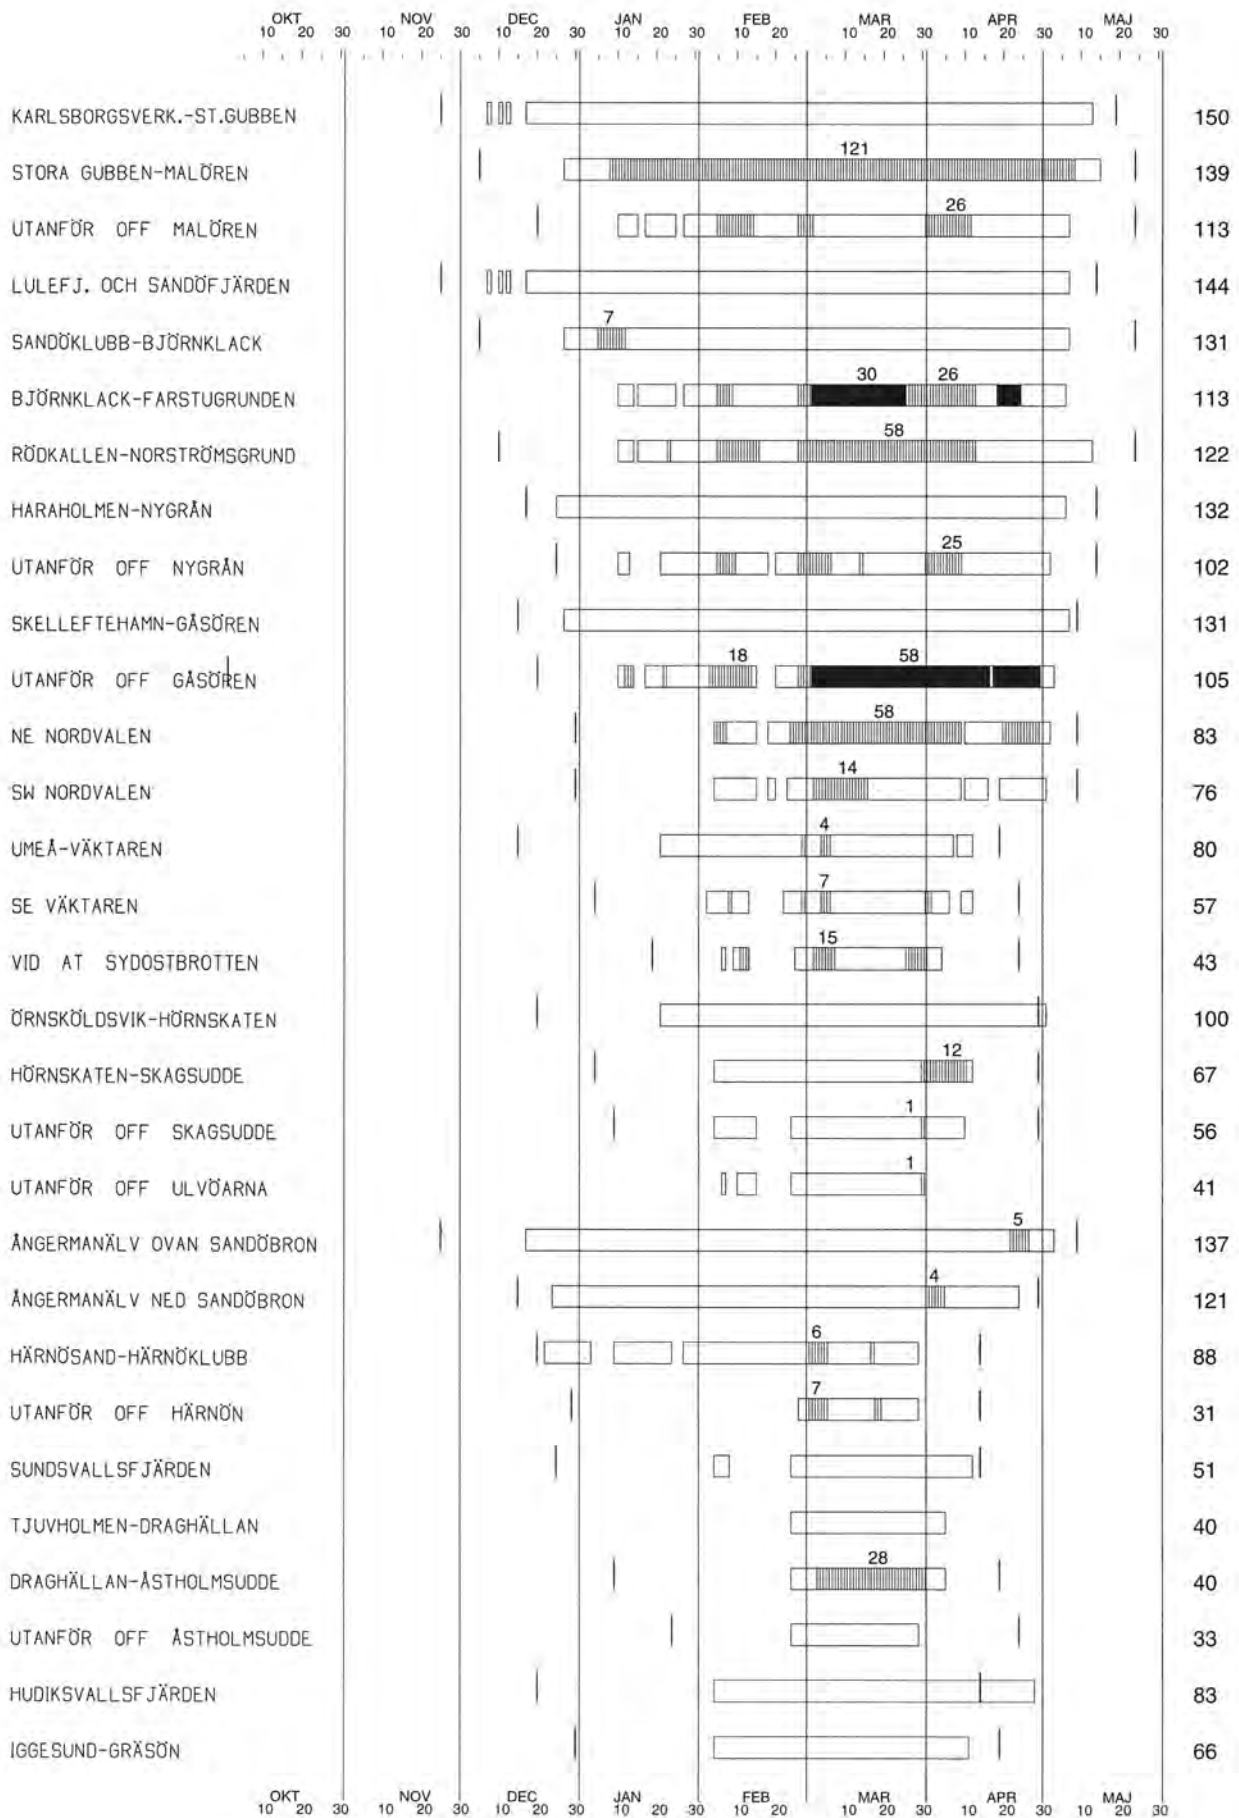 OKT NOV DEC JAN FEB MAR APR MAJ
10 20 30 10 20 30 10 20 30 10 20 30 10 20 10 20 30 10 20 30 10 20 30
KARLSBORGSVERK.-ST.GUBBEN 150
121
STORA GUBBEN-MALÖREN 139
26
UTANFÖR OFF MALÖREN 113
LULEFJ. OCH SANDÖFJÄRDEN 144
7
SANDÖKLUBB-BJÖRNKLACK 131
30 26
BJÖRNKLACK-FARSTUGRUNDEN 113
58
RÖDKALLEN-NORSTRÖMSGRUND 122
HARAHOLMEN-NYGRÅN 132
25
UTANFÖR OFF NYGRÅN 102
SKELLEFTEHAMN-GÅSÖREN 131
18 58
UTANFÖR OFF GÅSÖREN 105
58
NE NORDVALEN 83
14
SW NORDVALEN 76
4
UMEÅ-VÄKTAREN 80
7
SE VÄKTAREN 57
15
VID AT SYDOSTBROTTEN 43
ÖRNSKÖLDSVIK-HÖRNSKATEN 100
12
HÖRNSKATEN-SKAGSUDDE 67
1
UTANFÖR OFF SKAGSUDDE 56
1
UTANFÖR OFF ULVÖARNA 41
5
ÅNGERMANÄLV OVAN SANDÖBRON 137
4
ÅNGERMANÄLV NED SANDÖBRON 121
6
HÄRNÖSAND-HÄRNÖKLUBB 88
7
UTANFÖR OFF HÄRNÖN 31
SUNDSVALLSFJÄRDEN 51
TJUVHOLMEN-DRAGHÄLLAN 40
28
DRAGHÄLLAN-ÅSTHOLMSUDDE 40
UTANFÖR OFF ÅSTHOLMSUDDE 33
HUDIKSVALLSFJÄRDEN 83
IGGESUND-GRÄSÖN 66
OKT NOV DEC JAN FEB MAR APR MAJ
10 20 30 10 20 30 10 20 30 10 20 30 10 20 10 20 30 10 20 30 10 20 30